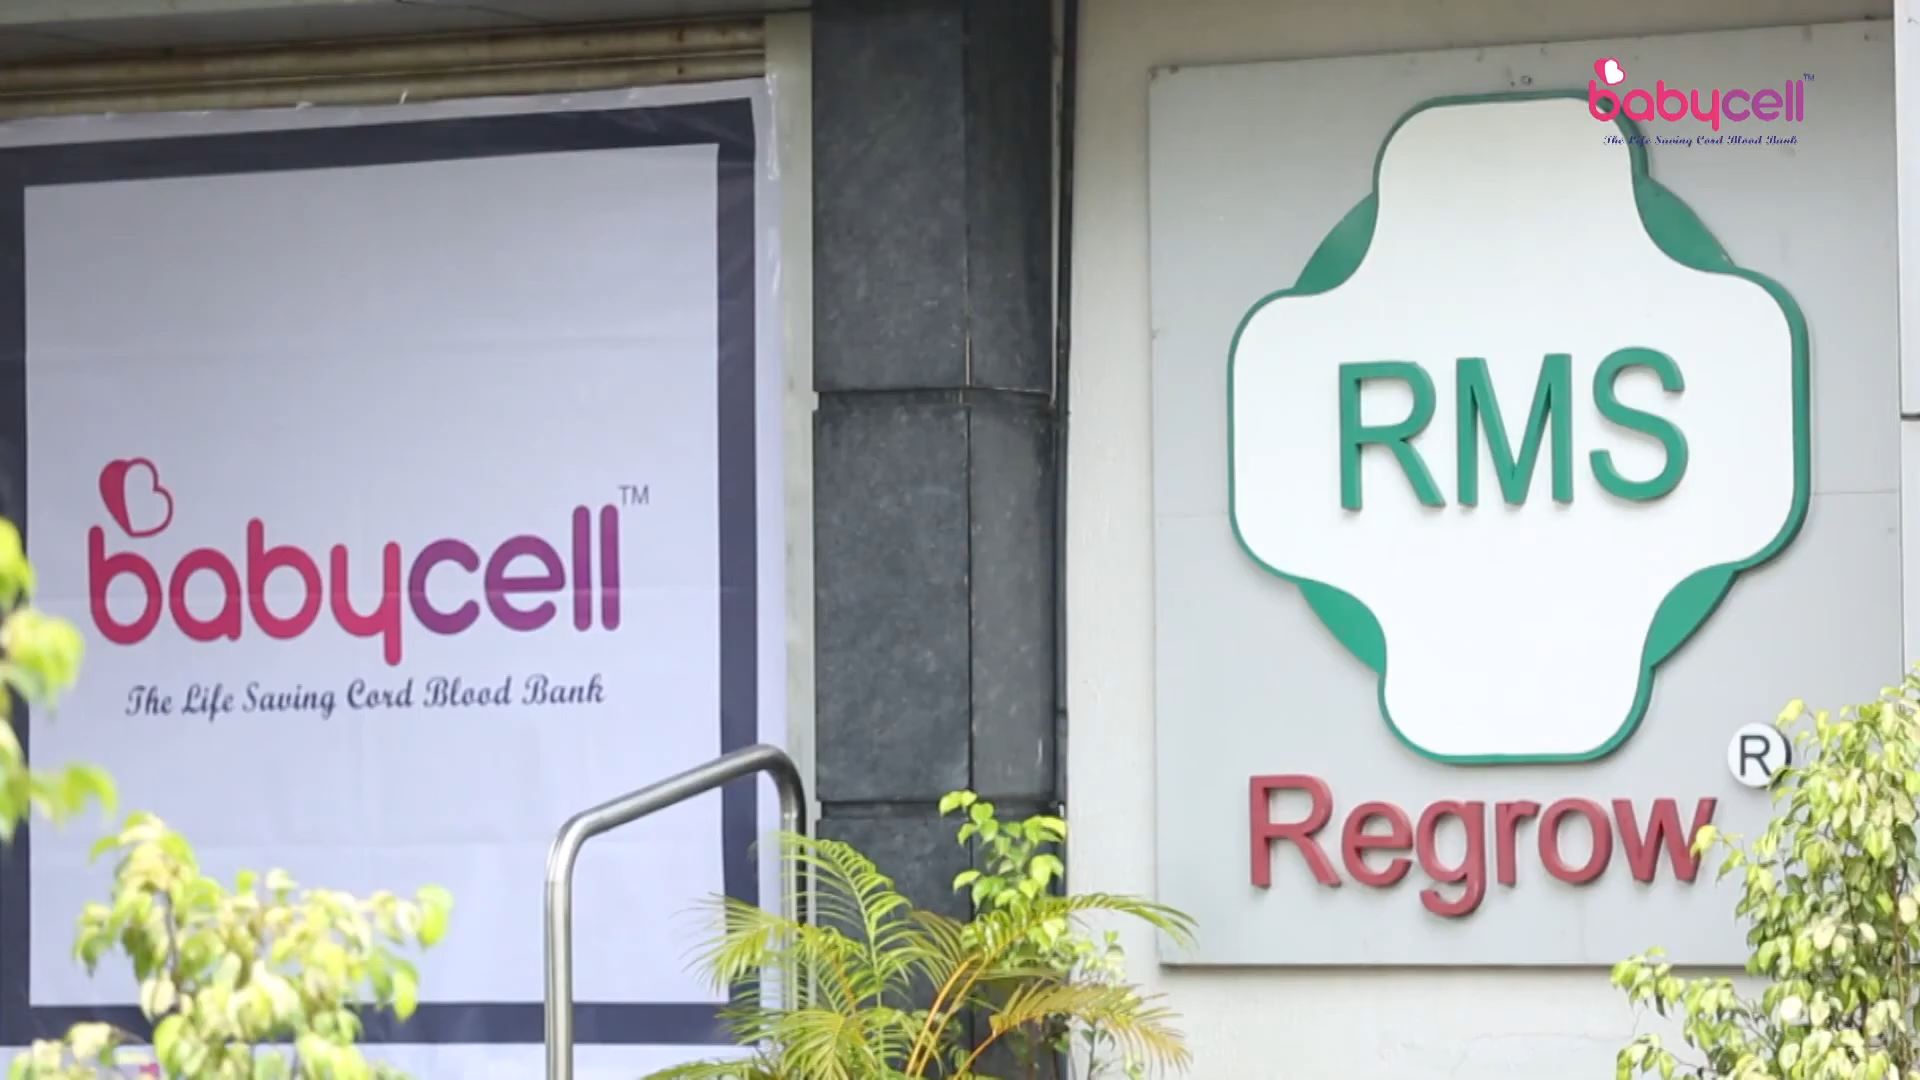 babycell™
The Life Saving Cord Blood Bank
RMS
Regrow®
babycell™
The Life Saving Cord Blood Bank